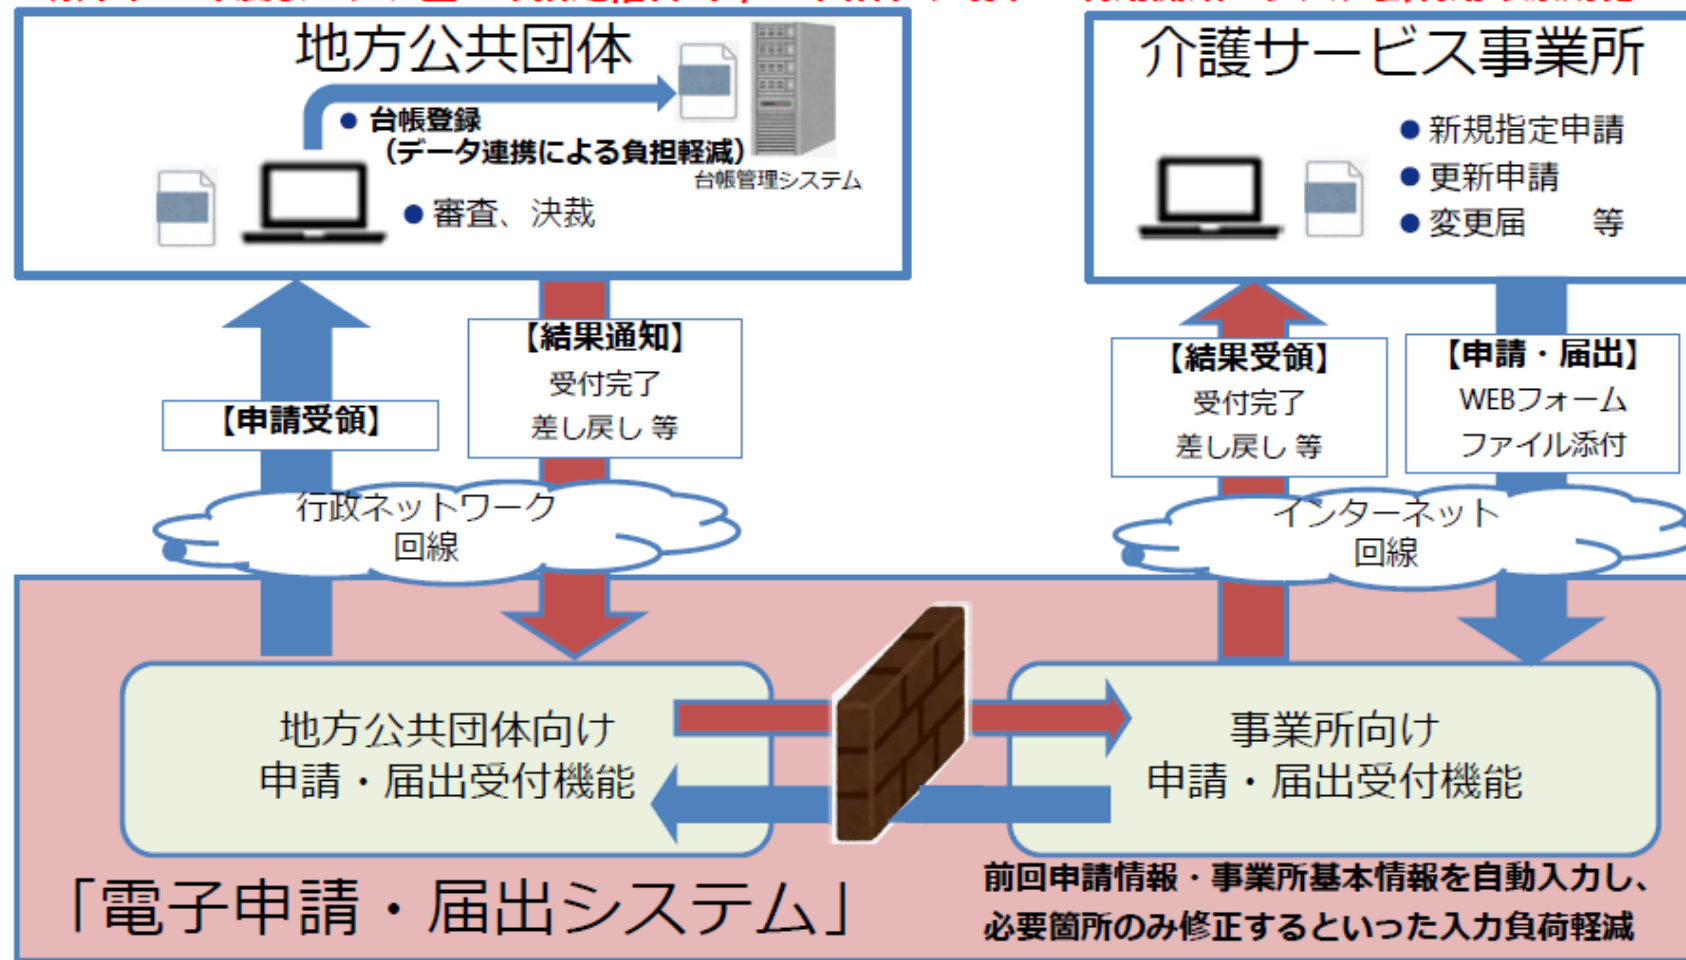 地方公共団体
● 台帳登録
(データ連携による負担軽減)
台帳管理システム
● 審査、決裁
介護サービス事業所
● 新規指定申請
● 更新申請
● 変更届　　等
【申請受領】
【結果通知】
受付完了
差し戻し 等
【結果受領】
受付完了
差し戻し 等
【申請・届出】
WEBフォーム
ファイル添付
行政ネットワーク
回線
インターネット
回線
地方公共団体向け
申請・届出受付機能
事業所向け
申請・届出受付機能
「電子申請・届出システム」
前回申請情報・事業所基本情報を自動入力し、
必要箇所のみ修正するといった入力負荷軽減